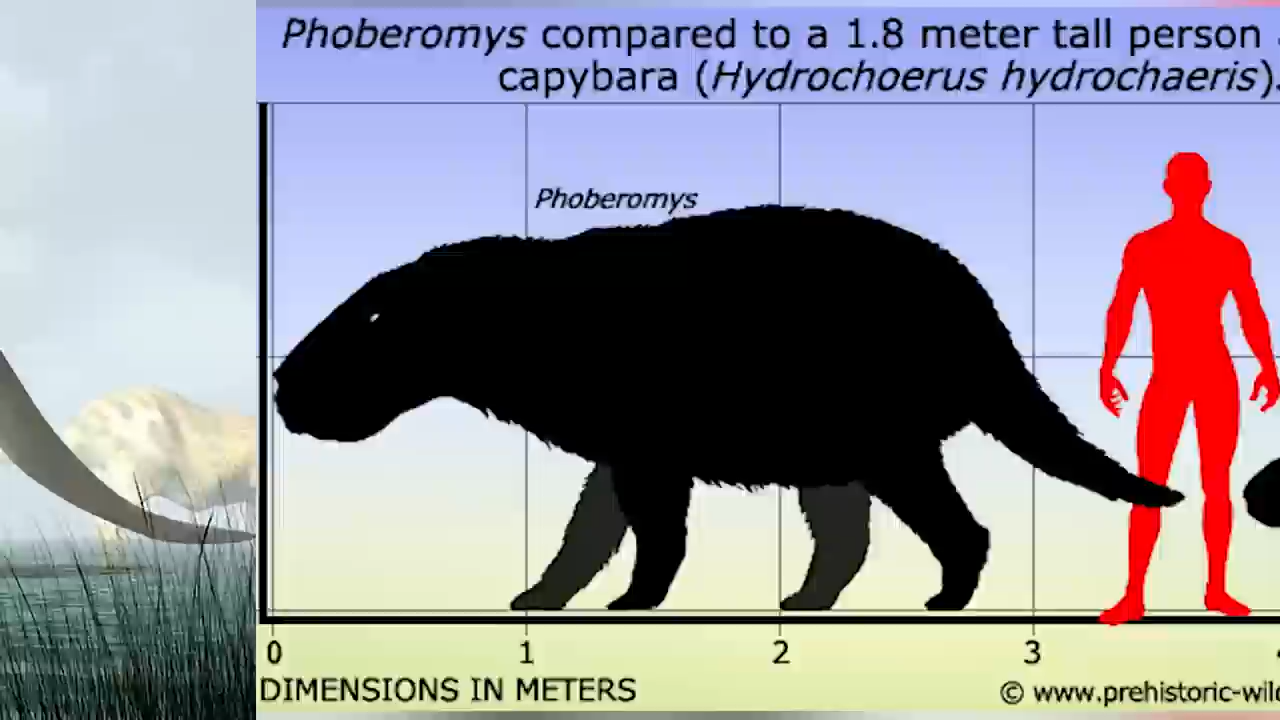 Phoberomys compared to a 1.8 meter tall person
capybara (Hydrochoerus hydrochaeris).
Phoberomys
0 1 2 3
DIMENSIONS IN METERS
© www.prehistoric-wil